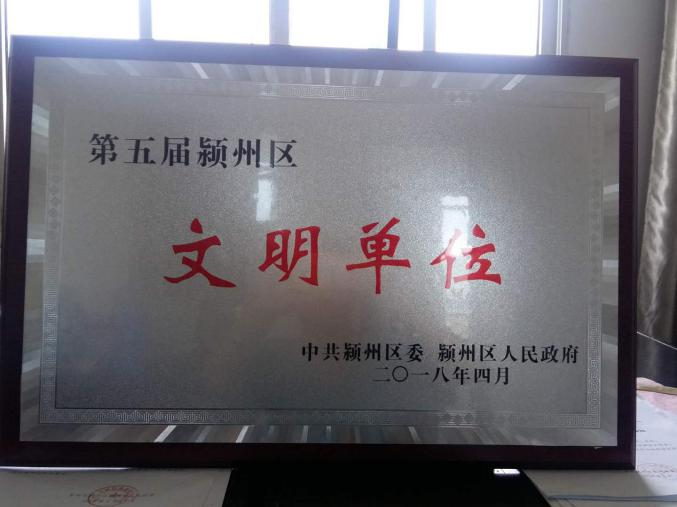 第五届颍州区
文明单位
中共颍州区委 颍州区人民政府
二〇一八年四月